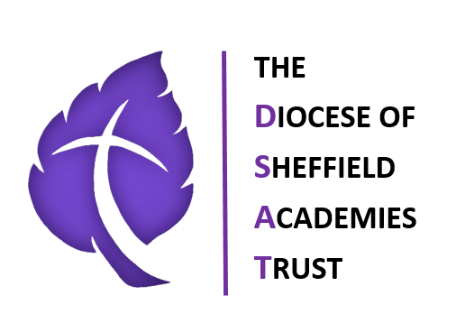 THE
DIOCESE OF
SHEFFIELD
ACADEMIES
TRUST